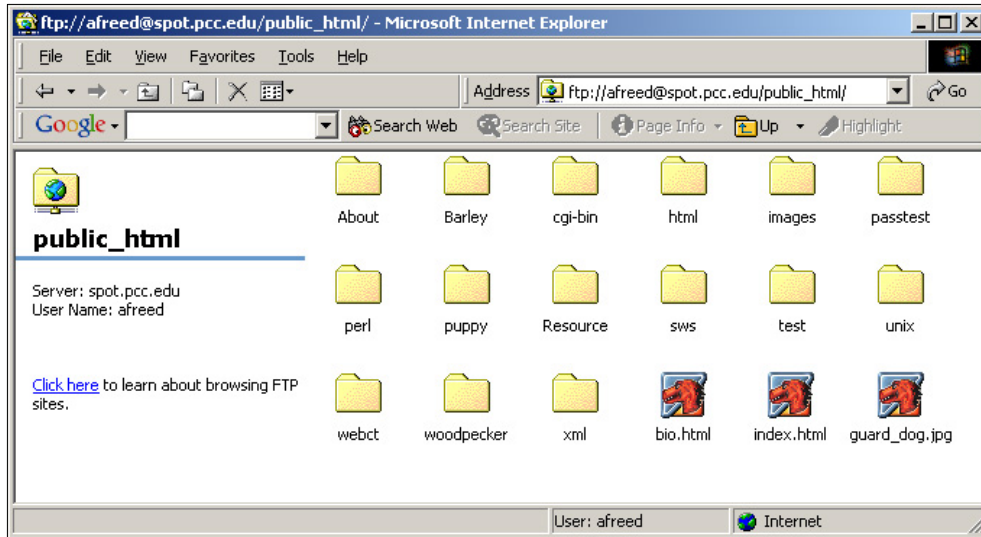 ftp://afreed@spot.pcc.edu/public_html/ - Microsoft Internet Explorer
File Edit View Favorites Tools Help
Address ftp://afreed@spot.pcc.edu/public_html/ Go
Google Search Web Search Site Page Info Up Highlight
public_html
Server: spot.pcc.edu
User Name: afreed
Click here to learn about browsing FTP
sites.
About Barley cgi-bin html images passtest
perl puppy Resource sws test unix
webct woodpecker xml bio.html index.html guard_dog.jpg
User: afreed Internet